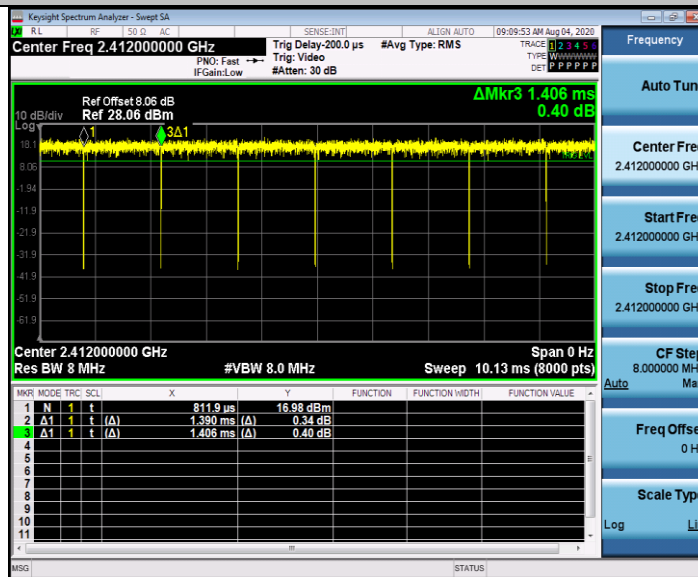 Keysight Spectrum Analyzer - Swept SA
RL RF 50 Ω AC SENSE:INT ALIGN AUTO 09:09:53 AM Aug 04, 2020
Center Freq 2.412000000 GHz
PNO: Fast
IFGain:Low
Trig Delay-200.0 µs
Trig: Video
#Atten: 30 dB
#Avg Type: RMS
TRACE 1 2 3 4 5 6
TYPE WWWWWW
DET P P P P P P
ΔMkr3 1.406 ms
0.40 dB
Ref Offset 8.06 dB
10 dB/div Ref 28.06 dBm
Log
1 3Δ1
18.1
8.06
-1.94
-11.9
-21.9
-31.9
-41.9
-51.9
-61.9
Center 2.412000000 GHz Span 0 Hz
Res BW 8 MHz #VBW 8.0 MHz Sweep 10.13 ms (8000 pts)
MKR MODE TRC SCL X Y FUNCTION FUNCTION WIDTH FUNCTION VALUE
1 N 1 t 811.9 µs 16.98 dBm
2 Δ1 1 t (Δ) 1.390 ms (Δ) 0.34 dB
3 Δ1 1 t (Δ) 1.406 ms (Δ) 0.40 dB
4
5
6
7
8
9
10
11
MSG STATUS
Frequency
Auto Tun
Center Fre
2.412000000 GH
Start Fre
2.412000000 GH
Stop Fre
2.412000000 GH
CF Step
8.000000 MH
Auto Ma
Freq Offse
0 H
Scale Type
Log Li